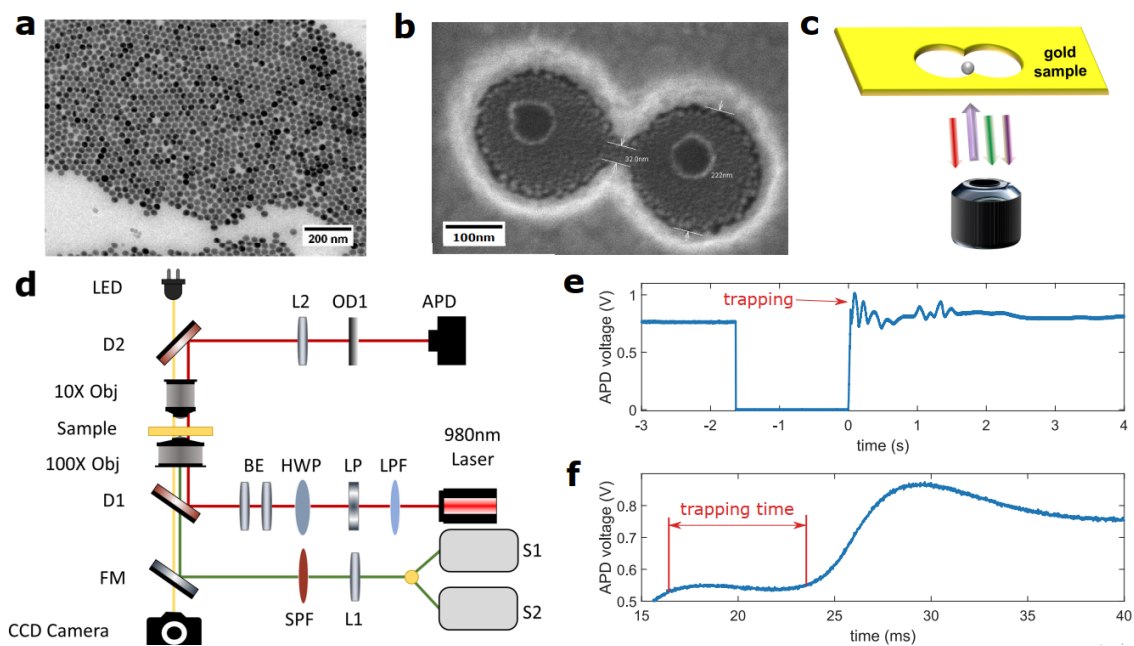 a
200 nm
b
32.0nm
222nm
100nm
c
gold
sample
d
LED
L2 OD1 APD
D2
10X Obj
Sample
100X Obj
980nm
Laser
BE HWP LP LPF
D1
S1
FM
S2
SPF L1
CCD Camera
e
trapping
APD voltage (V)
1
0.5
0
-3 -2 -1 0 1 2 3 4
time (s)
f
trapping time
APD voltage (V)
0.9
0.8
0.7
0.6
0.5
15 20 25 30 35 40
time (ms)